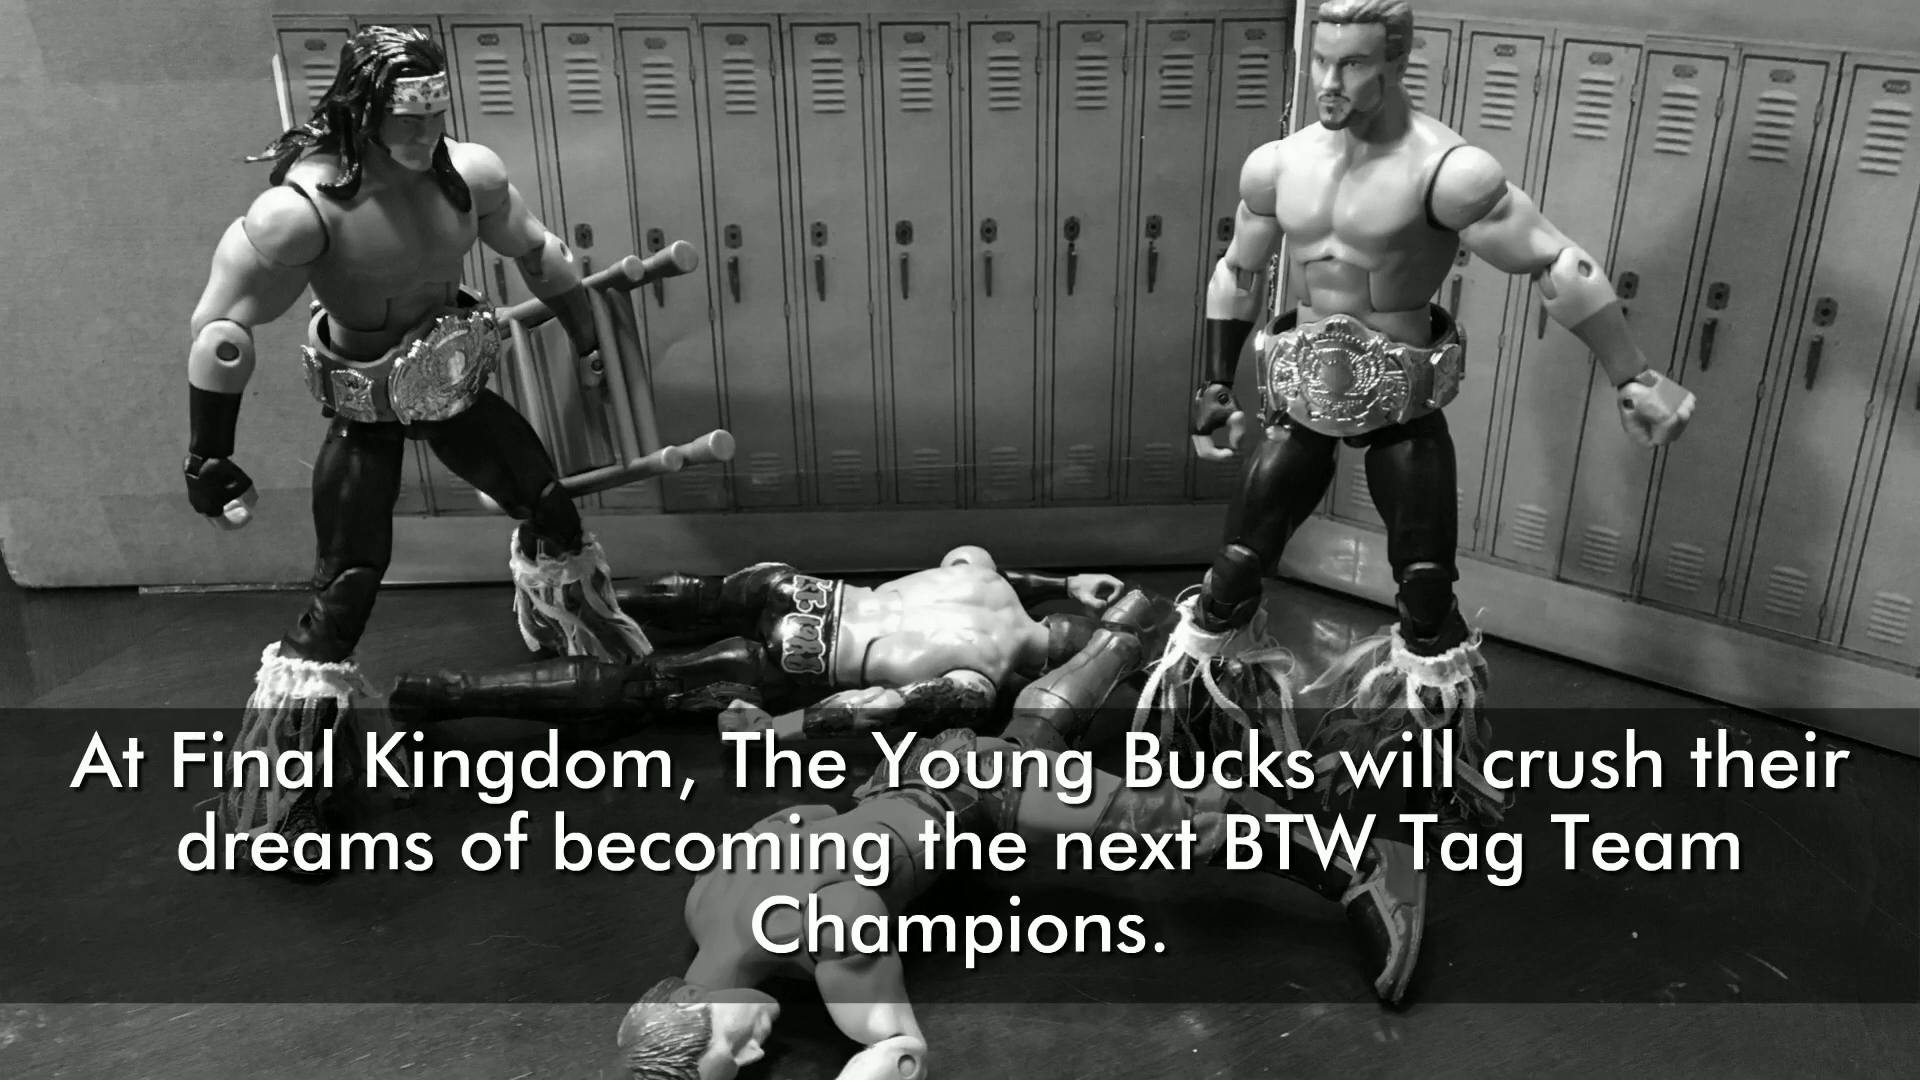 At Final Kingdom, The Young Bucks will crush their
dreams of becoming the next BTW Tag Team
Champions.